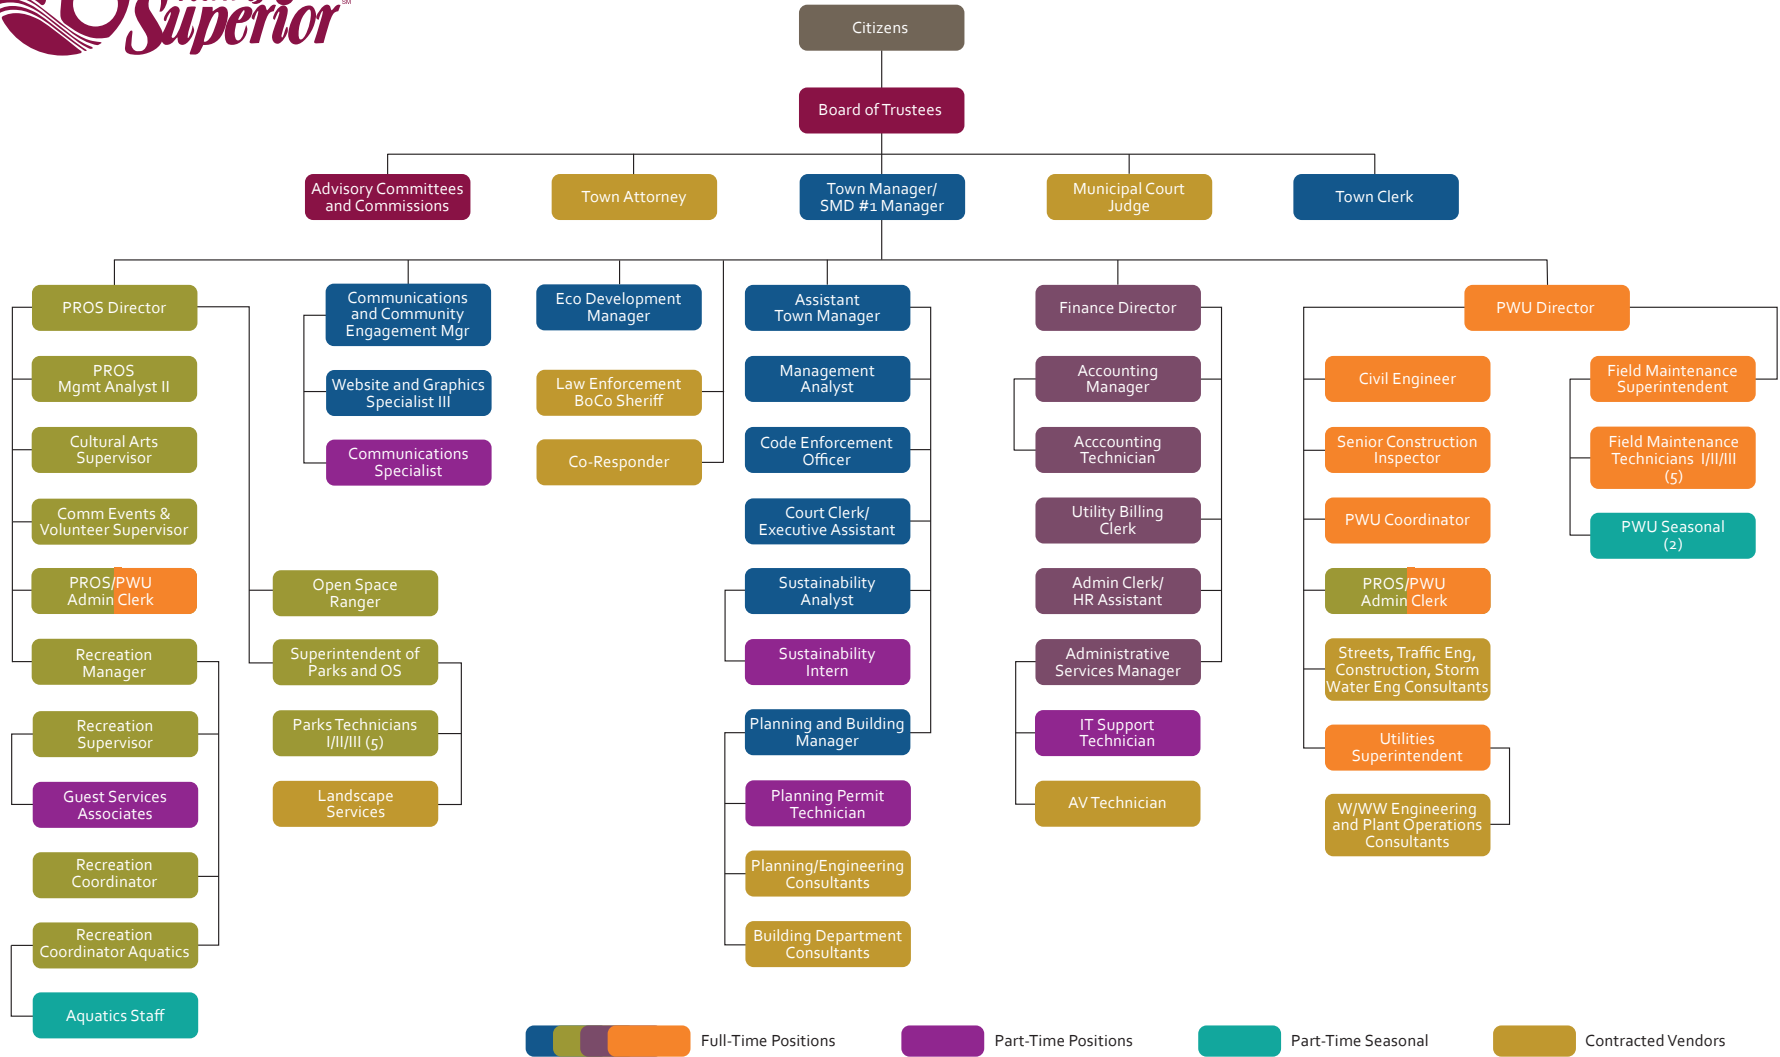 Superior
SM
Citizens
Board of Trustees
Advisory Committees
and Commissions
Town Attorney
Town Manager/
SMD #1 Manager
Municipal Court
Judge
Town Clerk
PROS Director
PROS
Mgmt Analyst II
Cultural Arts
Supervisor
Comm Events &
Volunteer Supervisor
PROS/PWU
Admin Clerk
Recreation
Manager
Recreation
Supervisor
Guest Services
Associates
Recreation
Coordinator
Recreation
Coordinator Aquatics
Aquatics Staff
Open Space
Ranger
Superintendent of
Parks and OS
Parks Technicians
I/II/III (5)
Landscape
Services
Communications
and Community
Engagement Mgr
Website and Graphics
Specialist III
Communications
Specialist
Eco Development
Manager
Law Enforcement
BoCo Sheriff
Co-Responder
Assistant
Town Manager
Management
Analyst
Code Enforcement
Officer
Court Clerk/
Executive Assistant
Sustainability
Analyst
Sustainability
Intern
Planning and Building
Manager
Planning Permit
Technician
Planning/Engineering
Consultants
Building Department
Consultants
Finance Director
Accounting
Manager
Acccounting
Technician
Utility Billing
Clerk
Admin Clerk/
HR Assistant
Administrative
Services Manager
IT Support
Technician
AV Technician
PWU Director
Civil Engineer
Senior Construction
Inspector
PWU Coordinator
PROS/PWU
Admin Clerk
Streets, Traffic Eng,
Construction, Storm
Water Eng Consultants
Utilities
Superintendent
W/WW Engineering
and Plant Operations
Consultants
Field Maintenance
Superintendent
Field Maintenance
Technicians I/II/III
(5)
PWU Seasonal
(2)
Full-Time Positions
Part-Time Positions
Part-Time Seasonal
Contracted Vendors